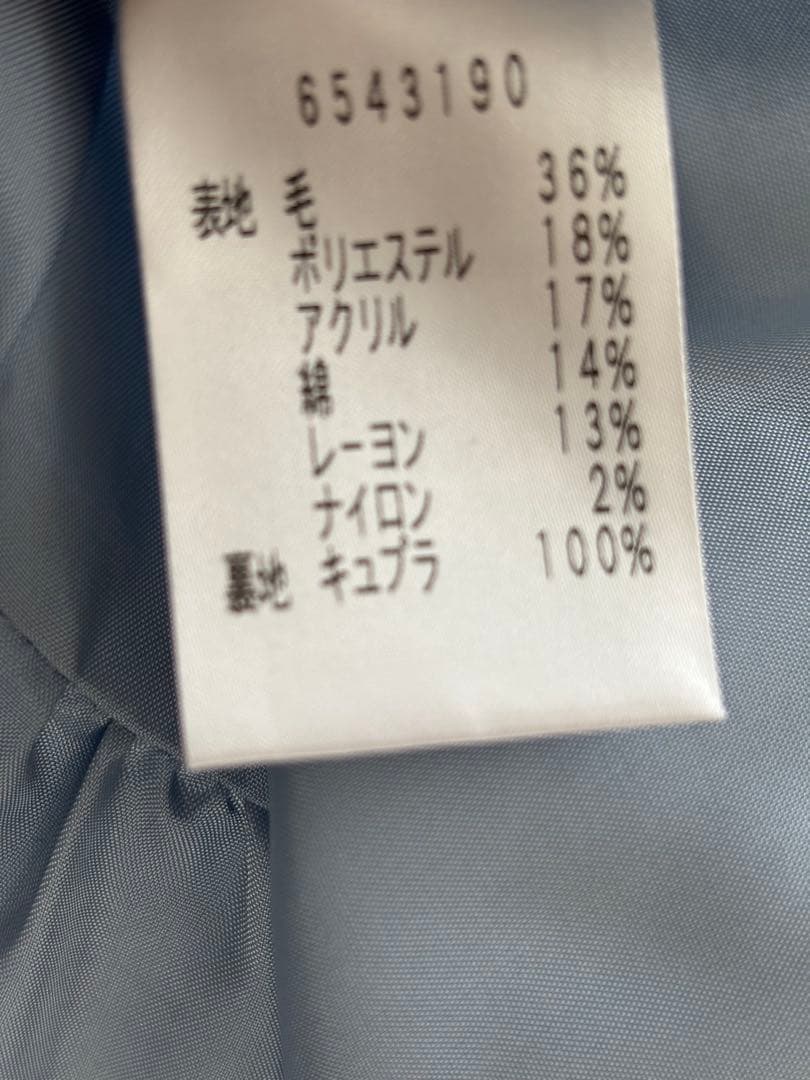 6543190
表地 毛 36%
ポリエステル 18%
アクリル 17%
綿 14%
レーヨン 13%
ナイロン 2%
裏地 キュプラ 100%